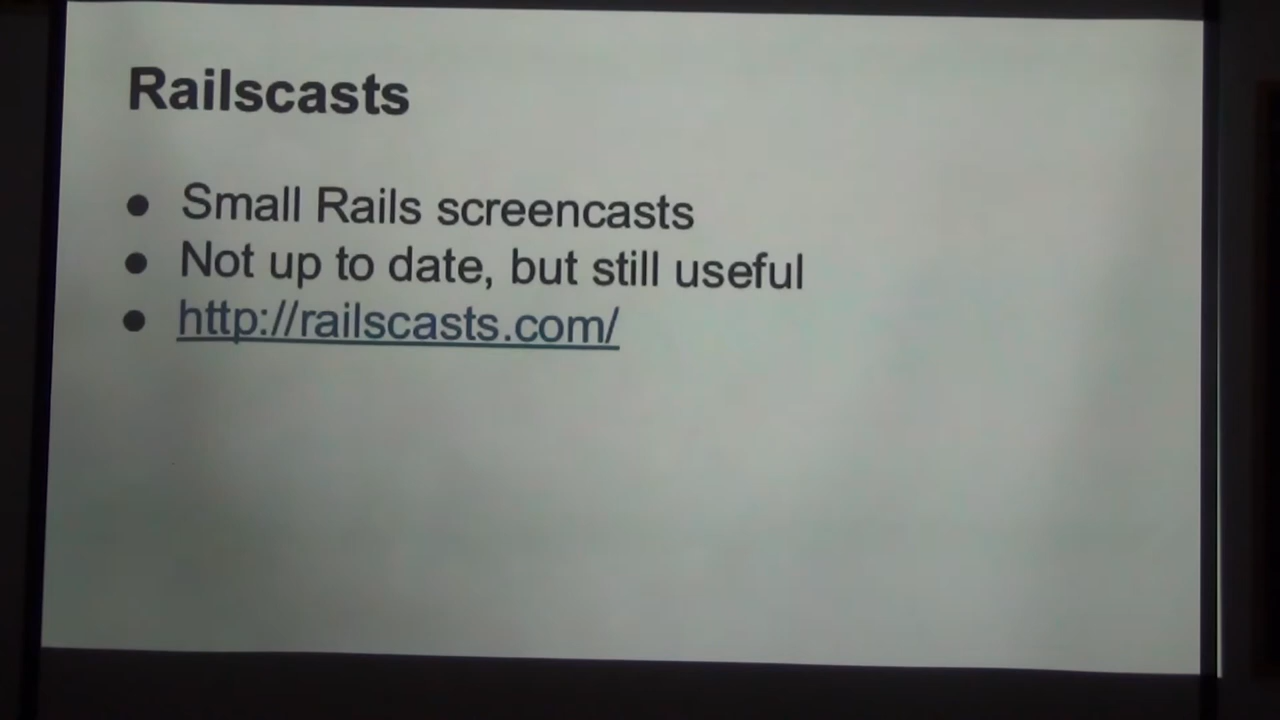 Railscasts
● Small Rails screencasts
● Not up to date, but still useful
● http://railscasts.com/